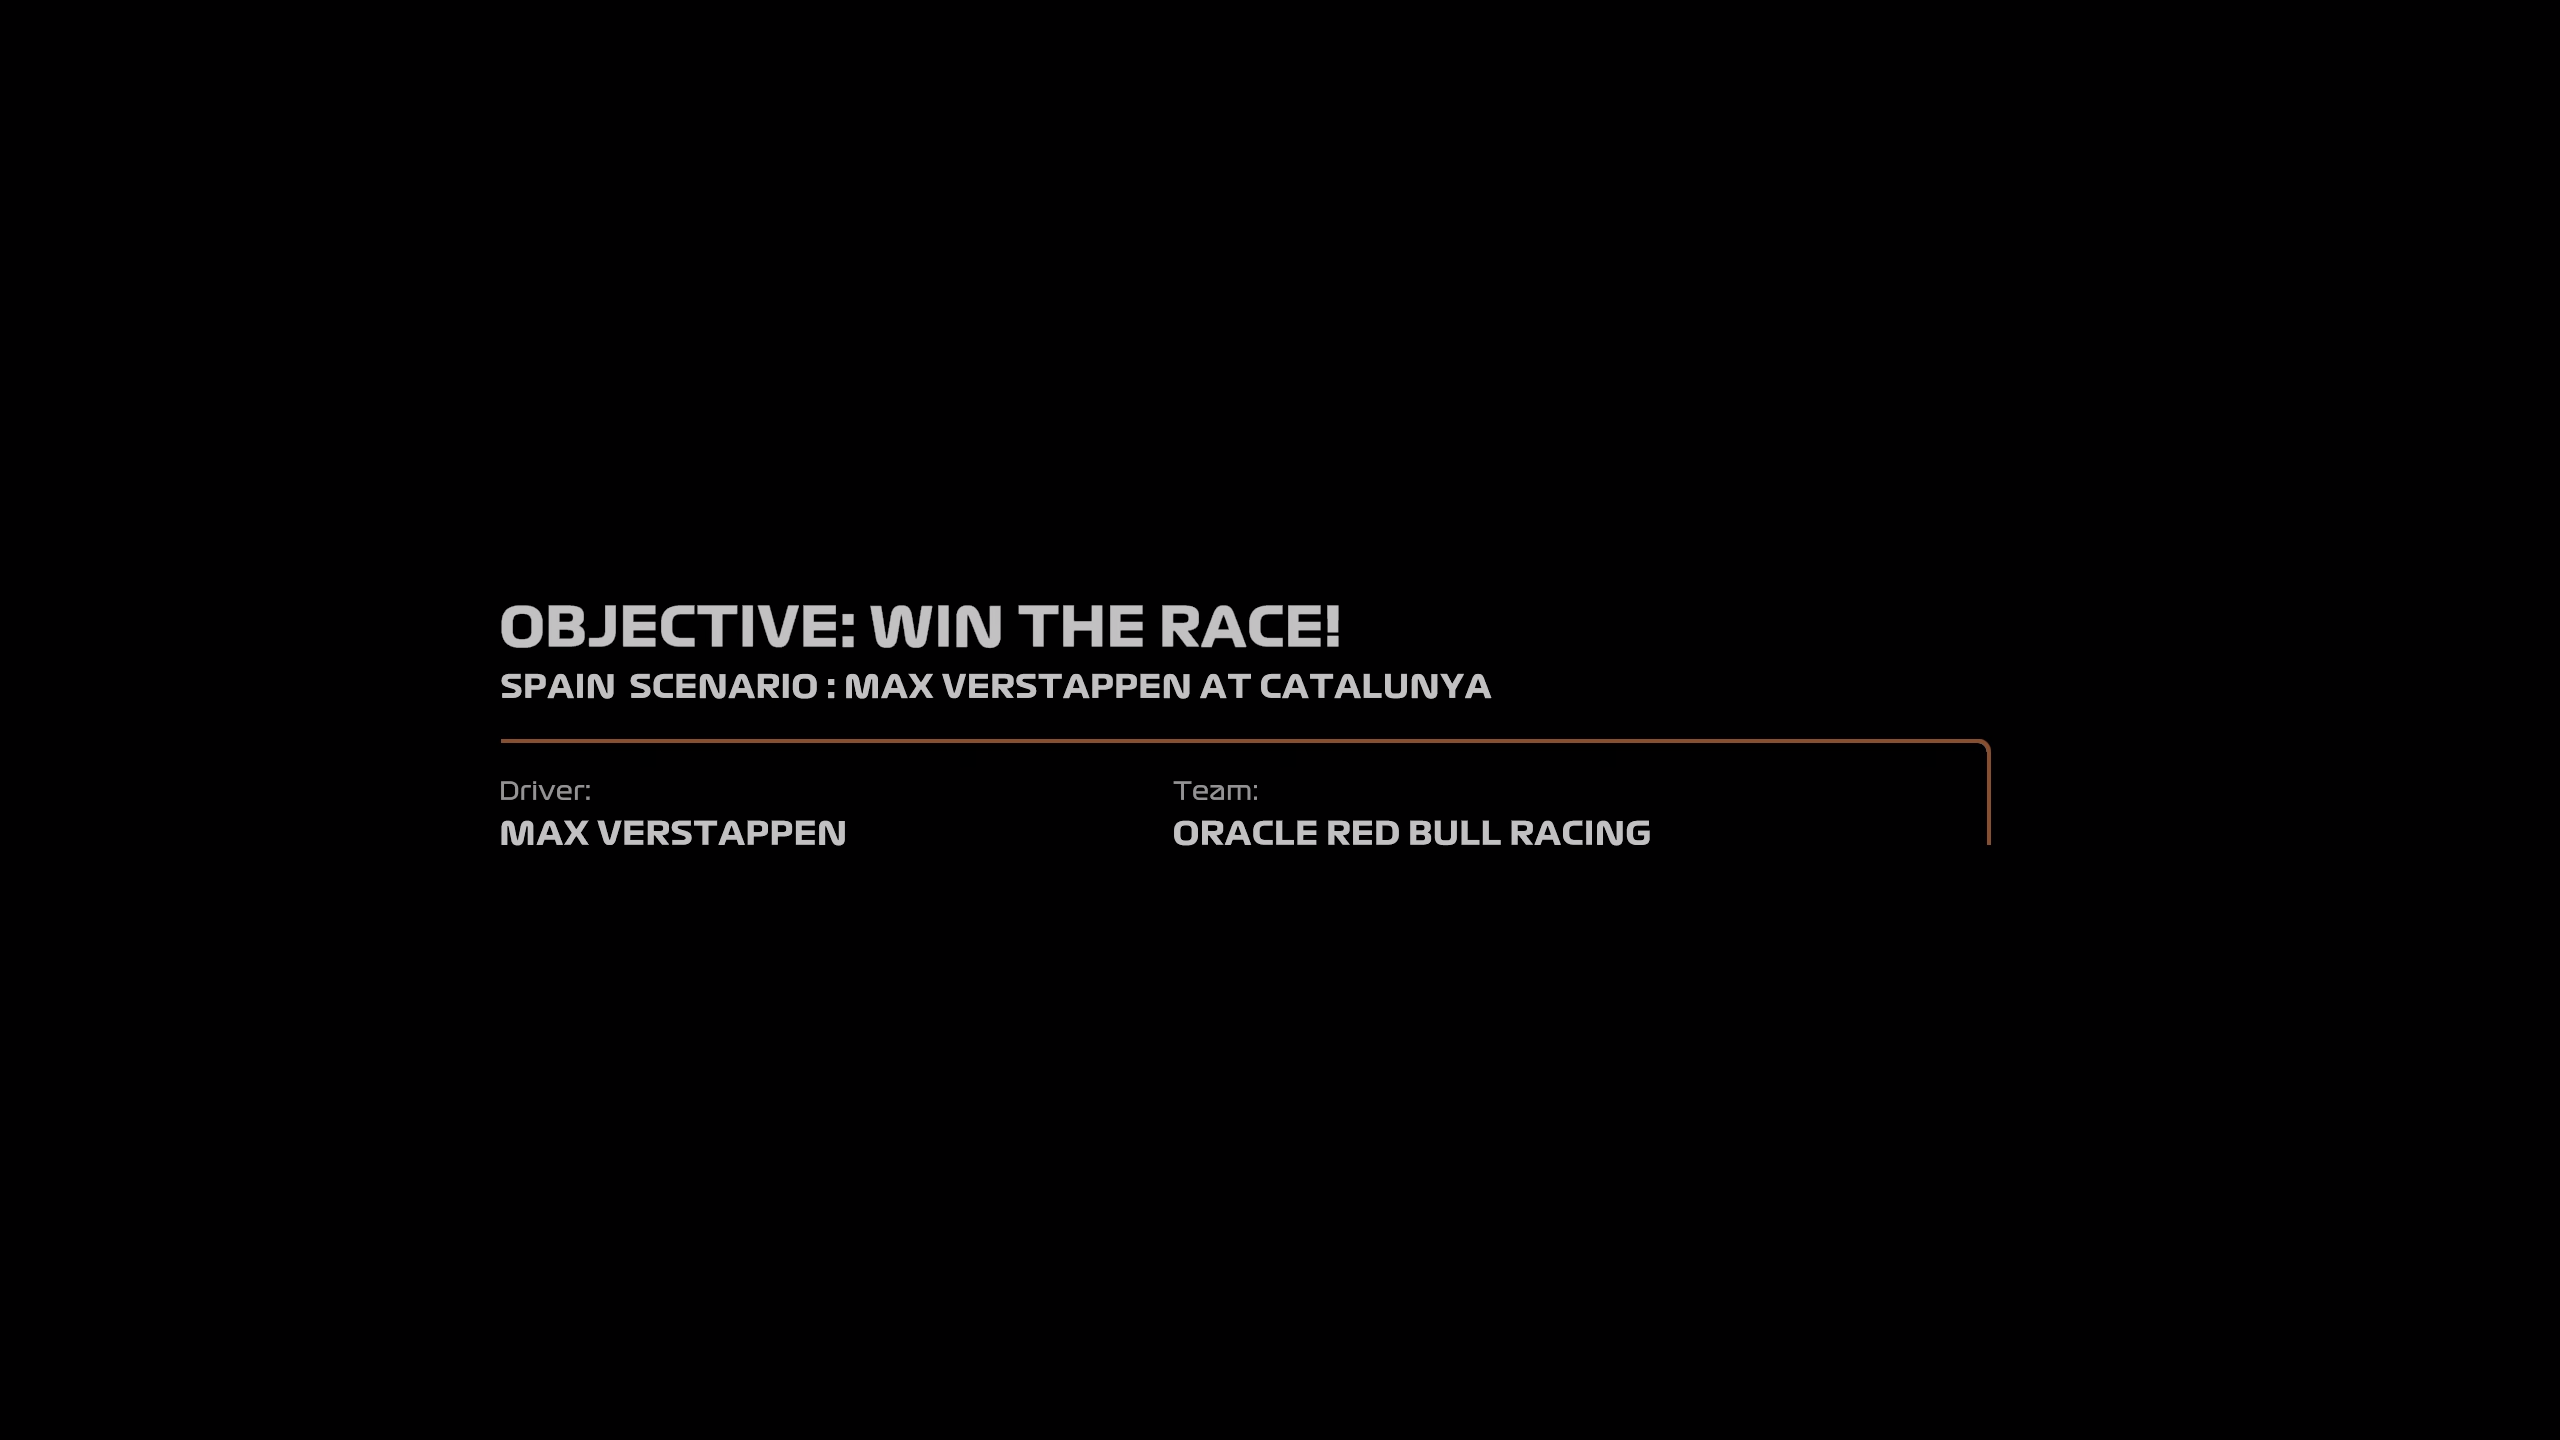 OBJECTIVE: WIN THE RACE!
SPAIN SCENARIO : MAX VERSTAPPEN AT CATALUNYA
Driver:
MAX VERSTAPPEN
Team:
ORACLE RED BULL RACING